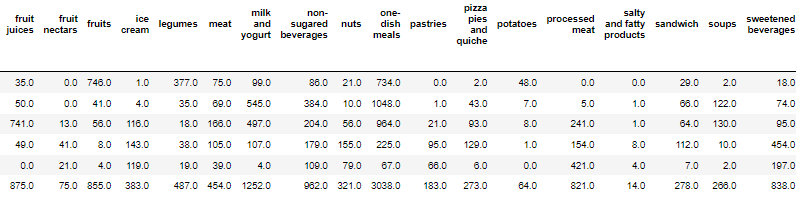 fruit juices fruit nectars fruits ice cream legumes meat milk and yogurt non-sugared beverages nuts one-dish meals pastries pizza pies and quiche potatoes processed meat salty and fatty products sandwich soups sweetened beverages
35.0 0.0 746.0 1.0 377.0 75.0 99.0 86.0 21.0 734.0 0.0 2.0 48.0 0.0 0.0 29.0 2.0 18.0
50.0 0.0 41.0 4.0 35.0 69.0 545.0 384.0 10.0 1048.0 1.0 43.0 7.0 5.0 1.0 66.0 122.0 74.0
741.0 13.0 56.0 116.0 18.0 166.0 497.0 204.0 56.0 964.0 21.0 93.0 8.0 241.0 1.0 64.0 130.0 95.0
49.0 41.0 8.0 143.0 38.0 105.0 107.0 179.0 155.0 225.0 95.0 129.0 1.0 154.0 8.0 112.0 10.0 454.0
0.0 21.0 4.0 119.0 19.0 39.0 4.0 109.0 79.0 67.0 66.0 6.0 0.0 421.0 4.0 7.0 2.0 197.0
875.0 75.0 855.0 383.0 487.0 454.0 1252.0 962.0 321.0 3038.0 183.0 273.0 64.0 821.0 14.0 278.0 266.0 838.0